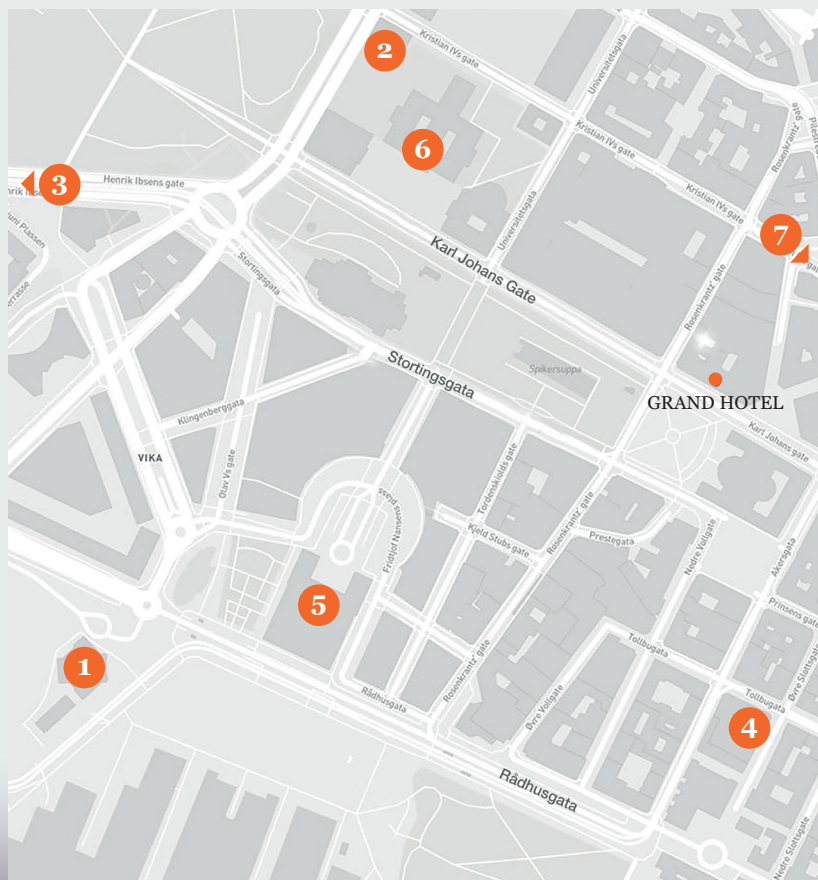 2
Kristian IVs gate
Universitetsgata
Rosenkrantz' gate
6
Kristian IVs gate
3
Henrik Ibsens gate
Kristian IVs gate
7
Universitetsgata
Karl Johans Gate
Stortingsgata
Rosenkrantz' gate
Stortingsgata
Spikersuppa
GRAND HOTEL
Klingenberggata
Karl Johans gate
VIKA
Olav Vs gate
Tordenskiolds gate
Fridtjof Nansens plass
Rosenkrantz' gate
Kjeld Stubs gate
Prestegata
Nedre Vollgate
Akersgata
5
Prinsens gate
Tollbugata
1
Rosenkrantz' gate
Øvre Slottsgate
Rådhusgata
Øvre Vollgate
Tollbugata
4
Rådhusgata
Nedre Slottsgate